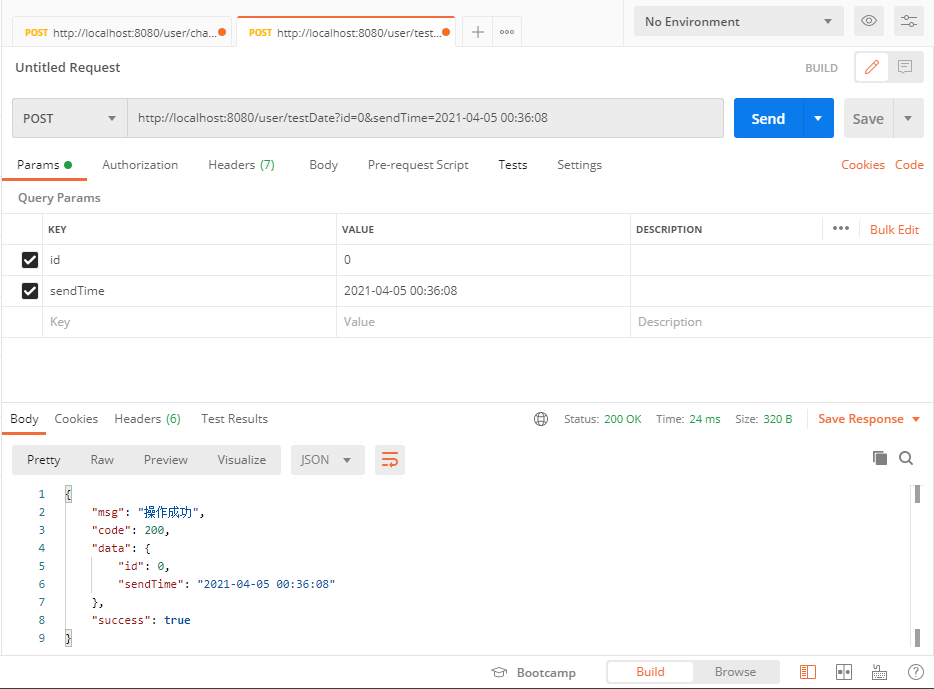 POST http://localhost:8080/user/cha... POST http://localhost:8080/user/test... No Environment
Untitled Request BUILD
POST http://localhost:8080/user/testDate?id=0&sendTime=2021-04-05 00:36:08 Send Save
Params Authorization Headers (7) Body Pre-request Script Tests Settings Cookies Code
Query Params
KEY VALUE DESCRIPTION Bulk Edit
id 0
sendTime 2021-04-05 00:36:08
Key Value Description
Body Cookies Headers (6) Test Results Status: 200 OK Time: 24 ms Size: 320 B Save Response
Pretty Raw Preview Visualize JSON
1 {
2 "msg": "操作成功",
3 "code": 200,
4 "data": {
5 "id": 0,
6 "sendTime": "2021-04-05 00:36:08"
7 },
8 "success": true
9 }
Bootcamp Build Browse